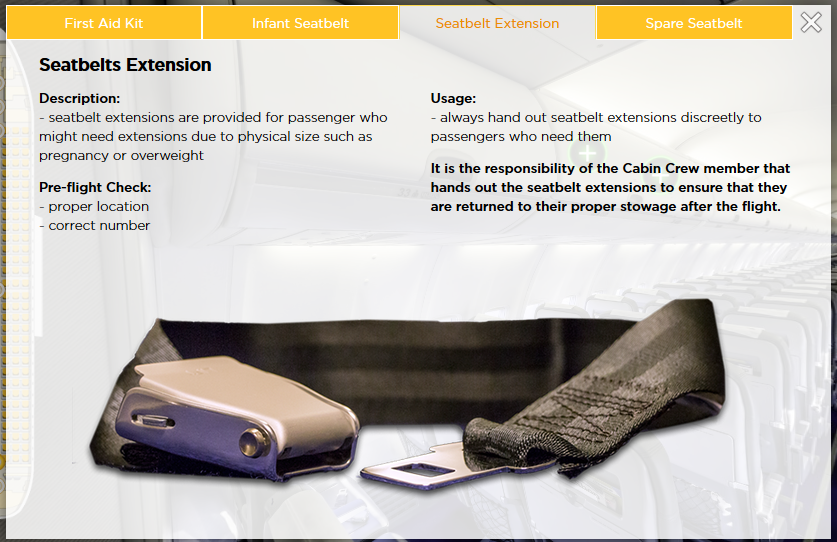 First Aid Kit
Infant Seatbelt
Seatbelt Extension
Spare Seatbelt
Seatbelts Extension
Description:
- seatbelt extensions are provided for passenger who
might need extensions due to physical size such as
pregnancy or overweight
Pre-flight Check:
- proper location
- correct number
Usage:
- always hand out seatbelt extensions discreetly to
passengers who need them
It is the responsibility of the Cabin Crew member that
hands out the seatbelt extensions to ensure that they
are returned to their proper stowage after the flight.